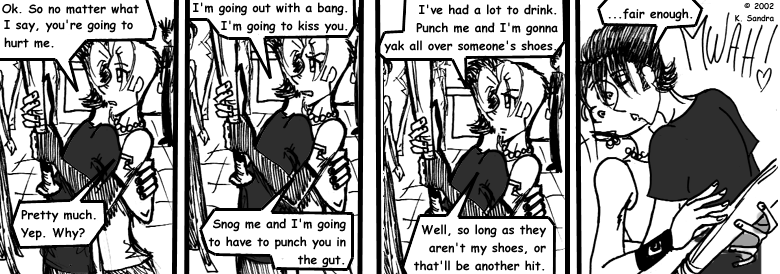 Ok. So no matter what
I say, you're going to
hurt me.
Pretty much.
Yep. Why?
I'm going out with a bang.
I'm going to kiss you.
Snog me and I'm going
to have to punch you in
the gut.
I've had a lot to drink.
Punch me and I'm gonna
yak all over someone's shoes.
Well, so long as they
aren't my shoes, or
that'll be another hit.
...fair enough.
© 2002
K. Sandra
MWAH!